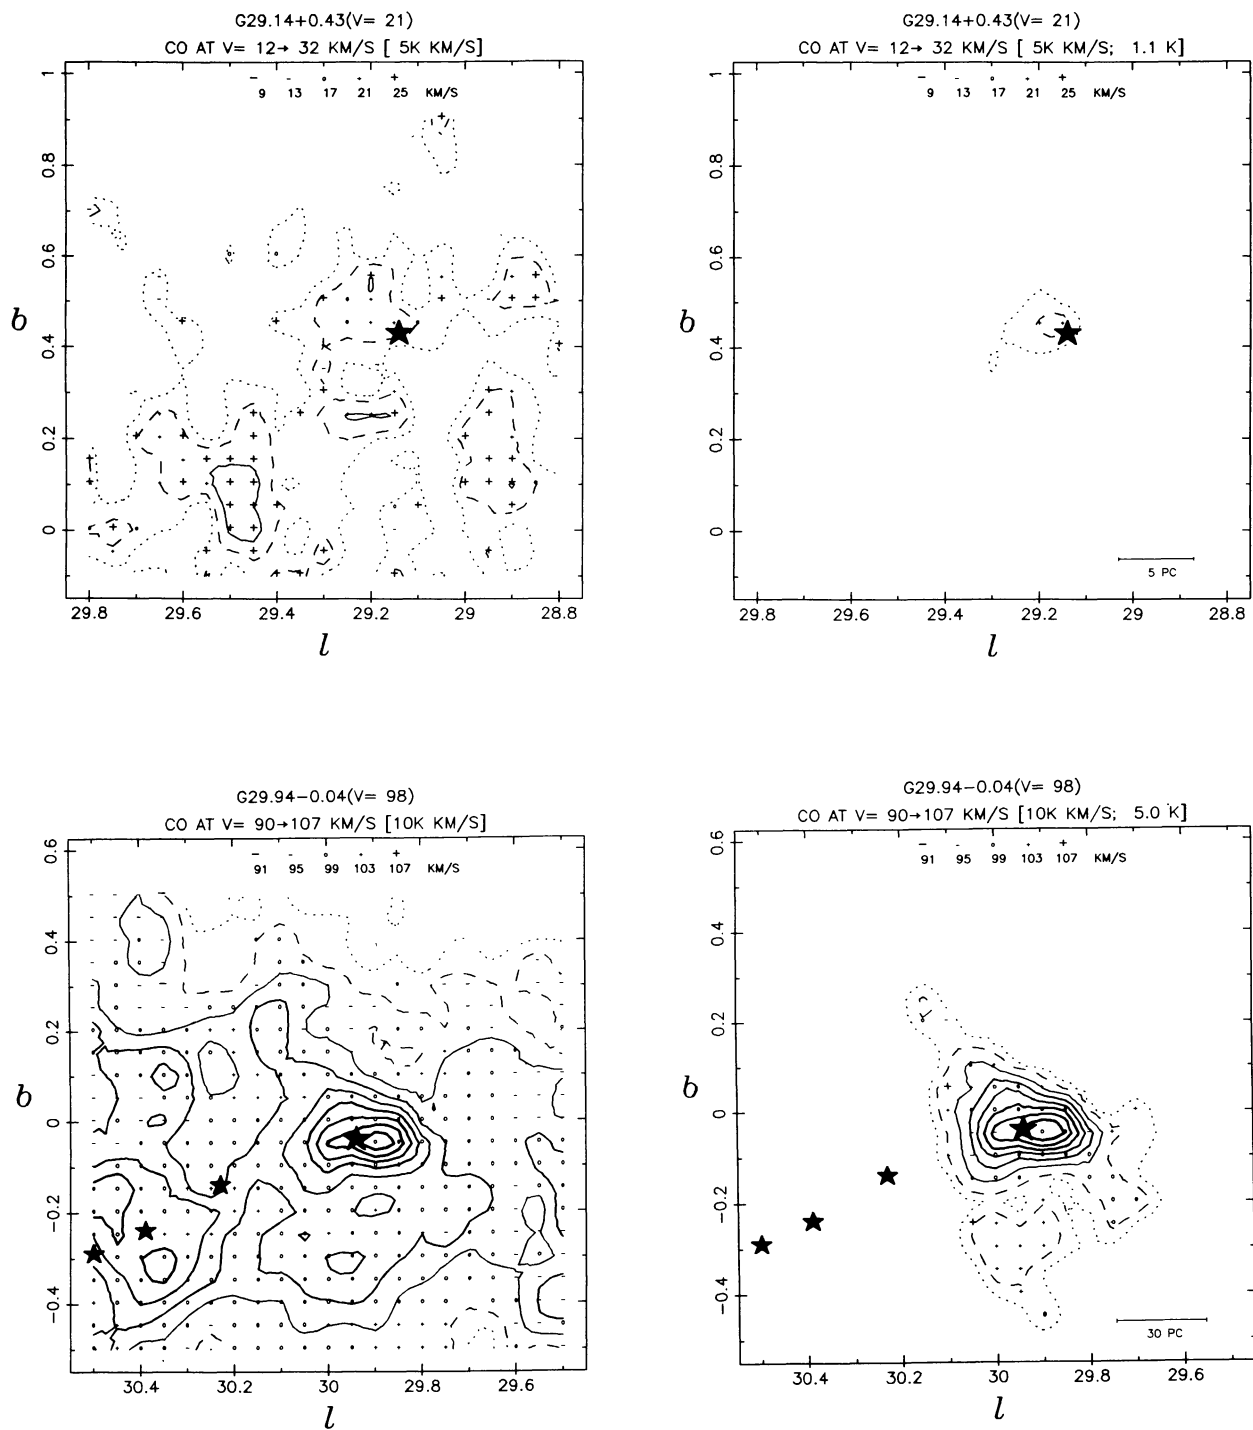 G29.14+0.43(V= 21)
CO AT V= 12→ 32 KM/S [ 5K KM/S]
− - o · +
9 13 17 21 25 KM/S
1
0.8
0.6
0.4
0.2
0
b
29.8 29.6 29.4 29.2 29 28.8
l
G29.14+0.43(V= 21)
CO AT V= 12→ 32 KM/S [ 5K KM/S; 1.1 K]
− - o · +
9 13 17 21 25 KM/S
1
0.8
0.6
0.4
0.2
0
b
5 PC
29.8 29.6 29.4 29.2 29 28.8
l
G29.94−0.04(V= 98)
CO AT V= 90→107 KM/S [10K KM/S]
− - o · +
91 95 99 103 107 KM/S
0.6
0.4
0.2
0
−0.2
−0.4
b
30.4 30.2 30 29.8 29.6
l
G29.94−0.04(V= 98)
CO AT V= 90→107 KM/S [10K KM/S; 5.0 K]
− - o · +
91 95 99 103 107 KM/S
0.6
0.4
0.2
0
−0.2
−0.4
b
30 PC
30.4 30.2 30 29.8 29.6
l